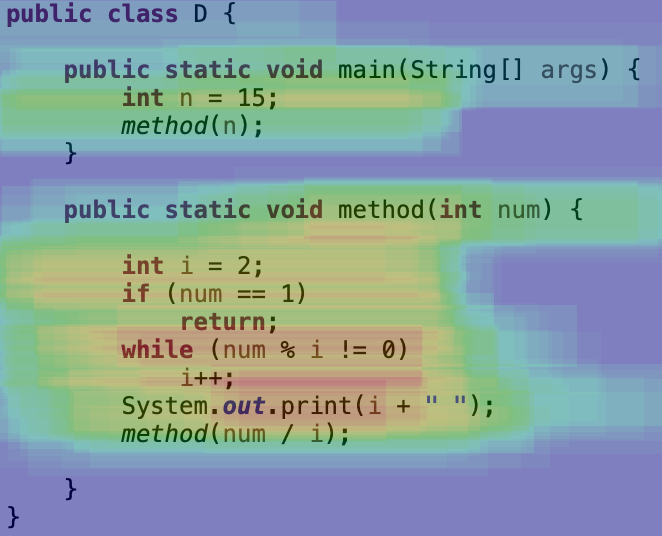 public class D {
    public static void main(String[] args) {
        int n = 15;
        method(n);
    }
    public static void method(int num) {
        int i = 2;
        if (num == 1)
            return;
        while (num % i != 0)
            i++;
        System.out.print(i + " ");
        method(num / i);
    }
}